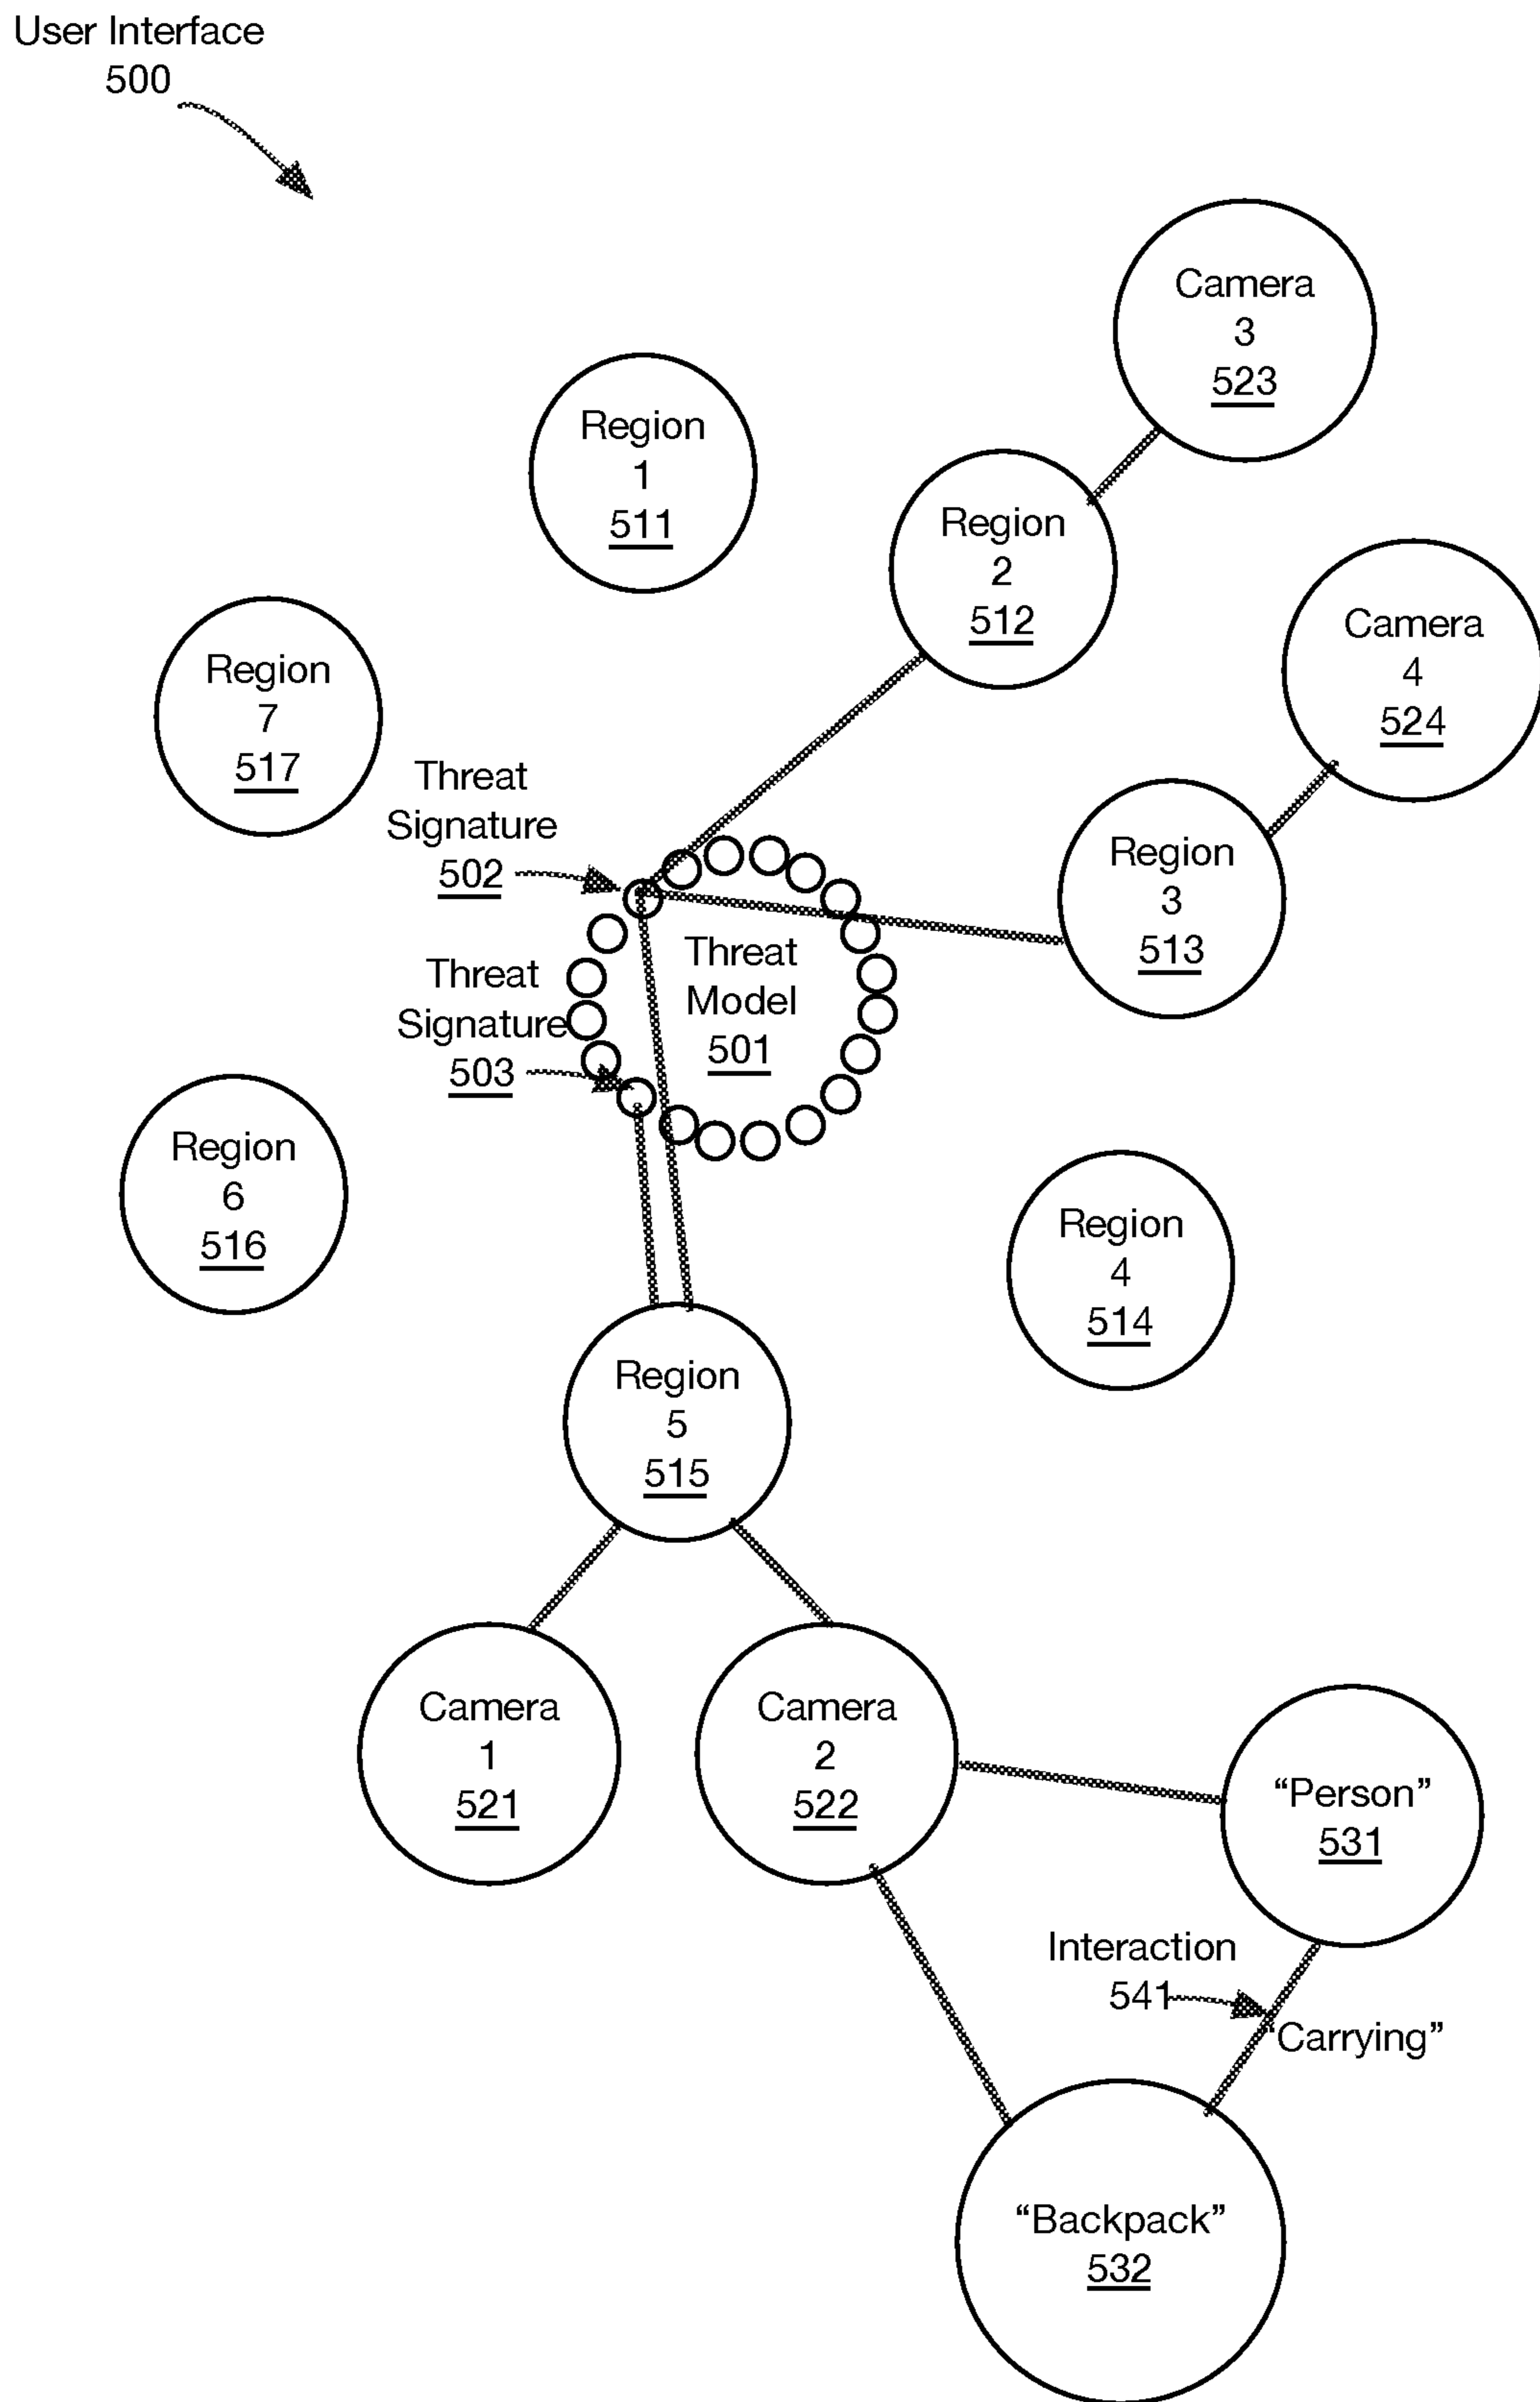 User Interface
500
Camera
3
523
Region
1
511
Region
2
512
Camera
4
524
Region
7
517
Threat
Signature
502
Region
3
513
Threat
Model
501
Threat
Signature
503
Region
6
516
Region
4
514
Region
5
515
Camera
1
521
Camera
2
522
“Person”
531
Interaction
541
“Carrying”
“Backpack”
532